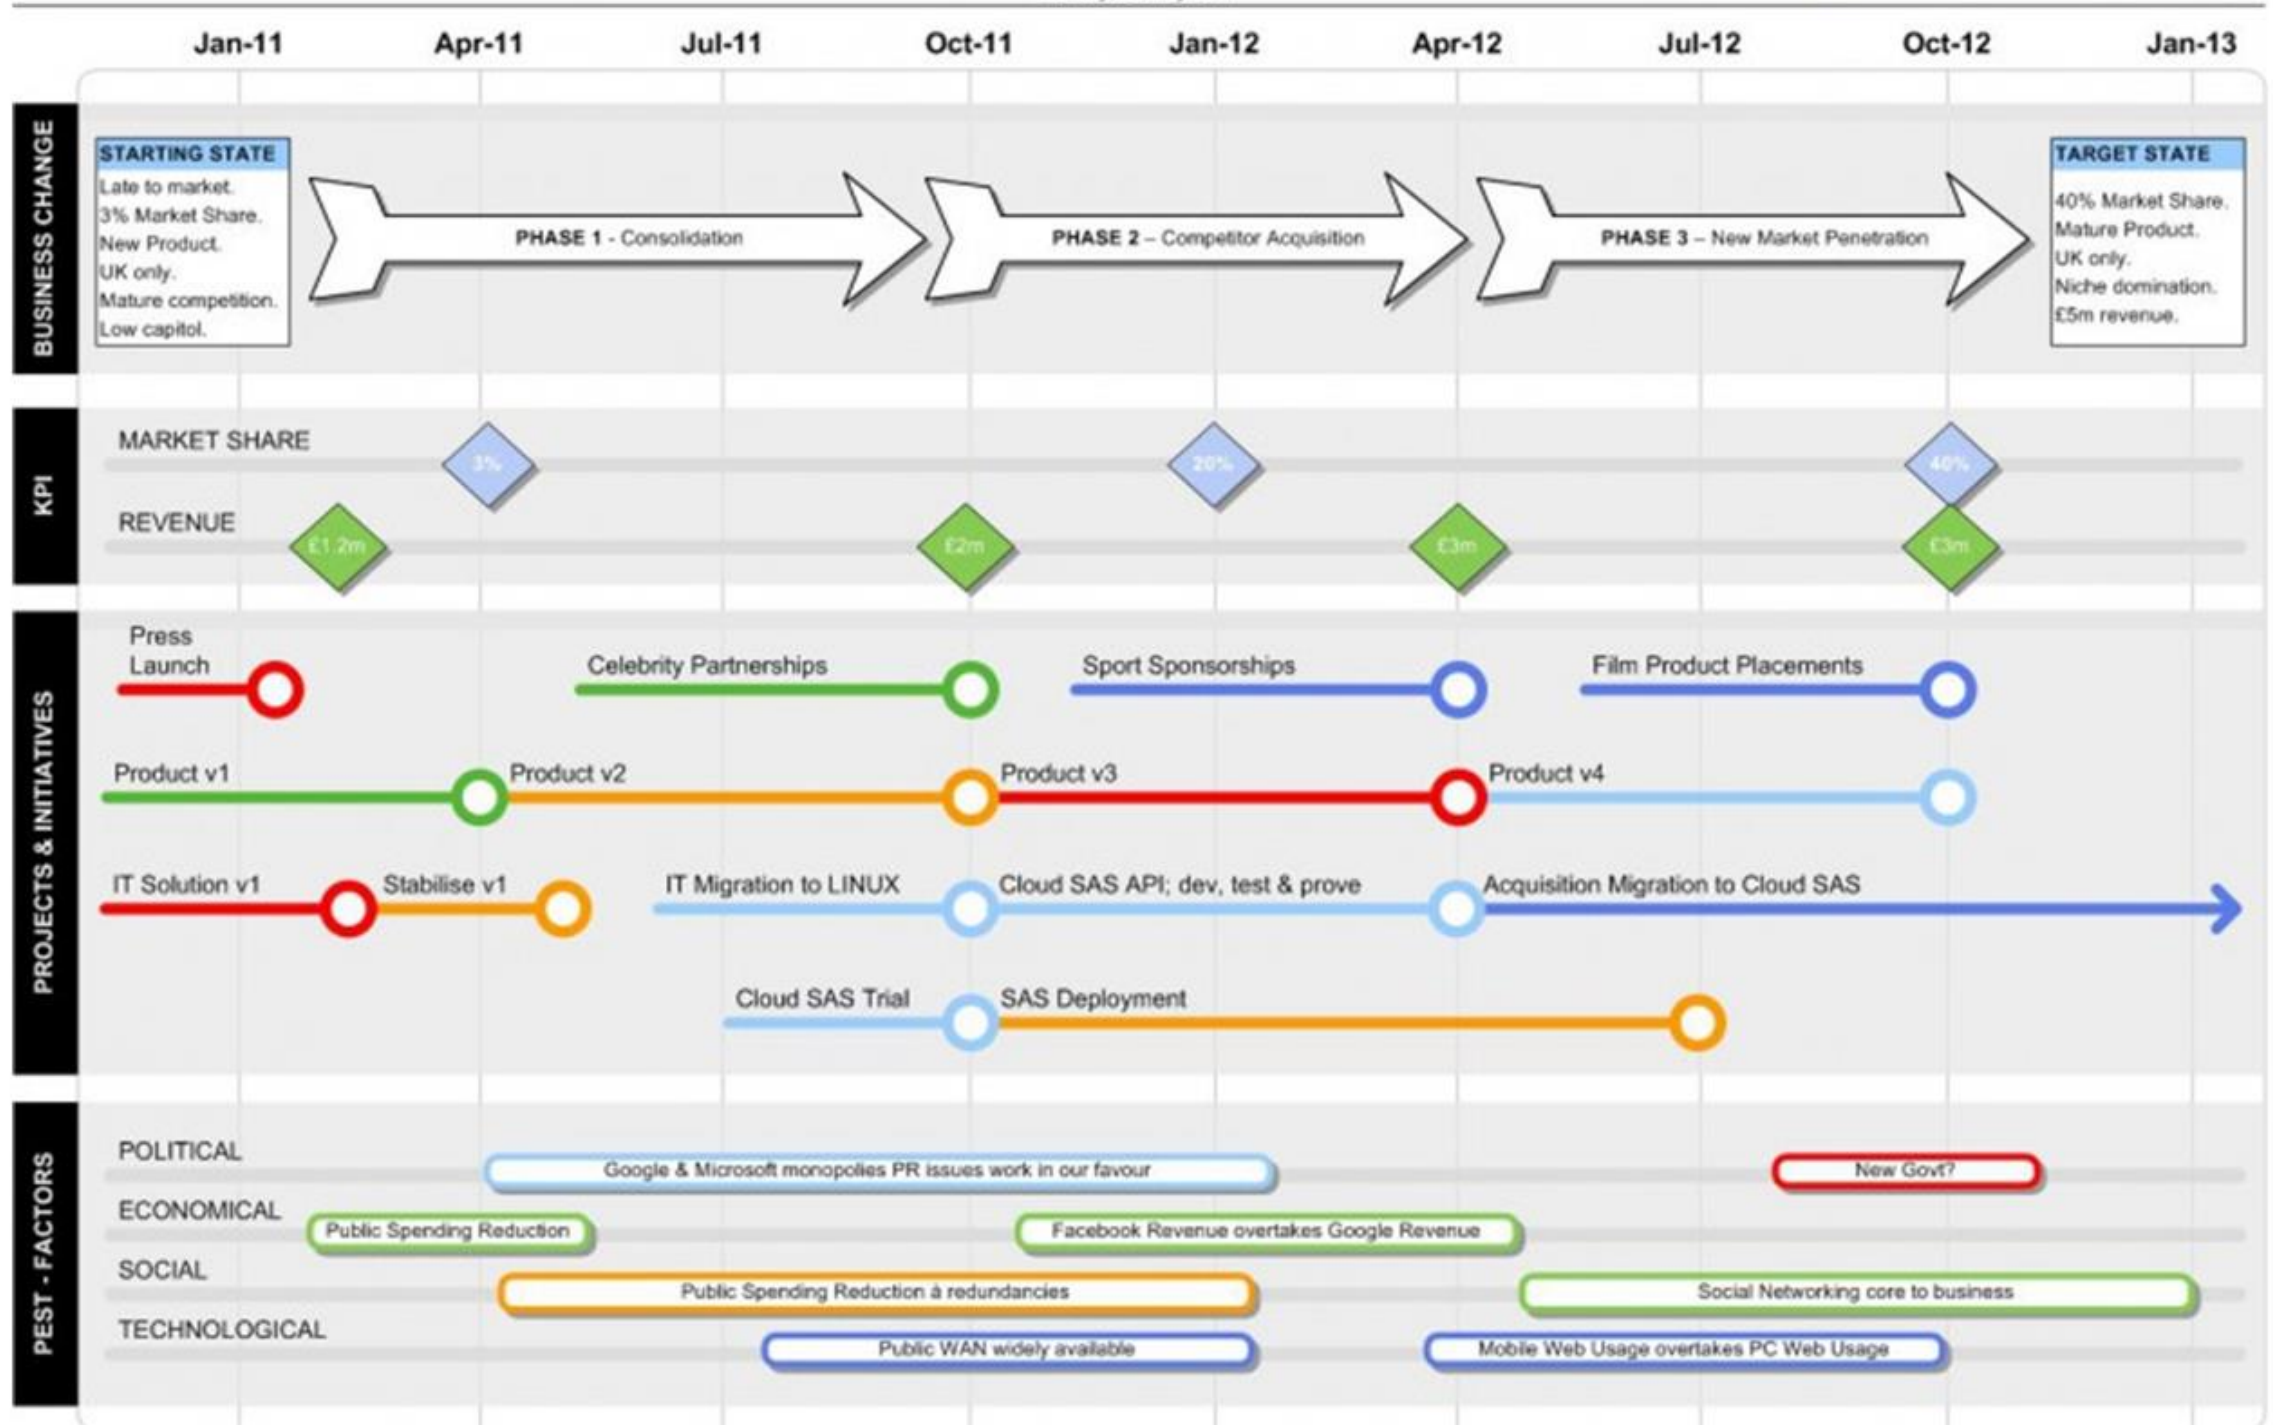 Jan-11 Apr-11 Jul-11 Oct-11 Jan-12 Apr-12 Jul-12 Oct-12 Jan-13
BUSINESS CHANGE
STARTING STATE
Late to market.
3% Market Share.
New Product.
UK only.
Mature competition.
Low capitol.
PHASE 1 - Consolidation
PHASE 2 – Competitor Acquisition
PHASE 3 – New Market Penetration
TARGET STATE
40% Market Share.
Mature Product.
UK only.
Niche domination.
£5m revenue.
KPI
MARKET SHARE
3% 20% 40%
REVENUE
£1.2m £2m £3m £3m
PROJECTS & INITIATIVES
Press
Launch
Celebrity Partnerships
Sport Sponsorships
Film Product Placements
Product v1
Product v2
Product v3
Product v4
IT Solution v1
Stabilise v1
IT Migration to LINUX
Cloud SAS API; dev, test & prove
Acquisition Migration to Cloud SAS
Cloud SAS Trial
SAS Deployment
PEST - FACTORS
POLITICAL
Google & Microsoft monopolies PR issues work in our favour
New Govt?
ECONOMICAL
Public Spending Reduction
Facebook Revenue overtakes Google Revenue
SOCIAL
Public Spending Reduction à redundancies
Social Networking core to business
TECHNOLOGICAL
Public WAN widely available
Mobile Web Usage overtakes PC Web Usage